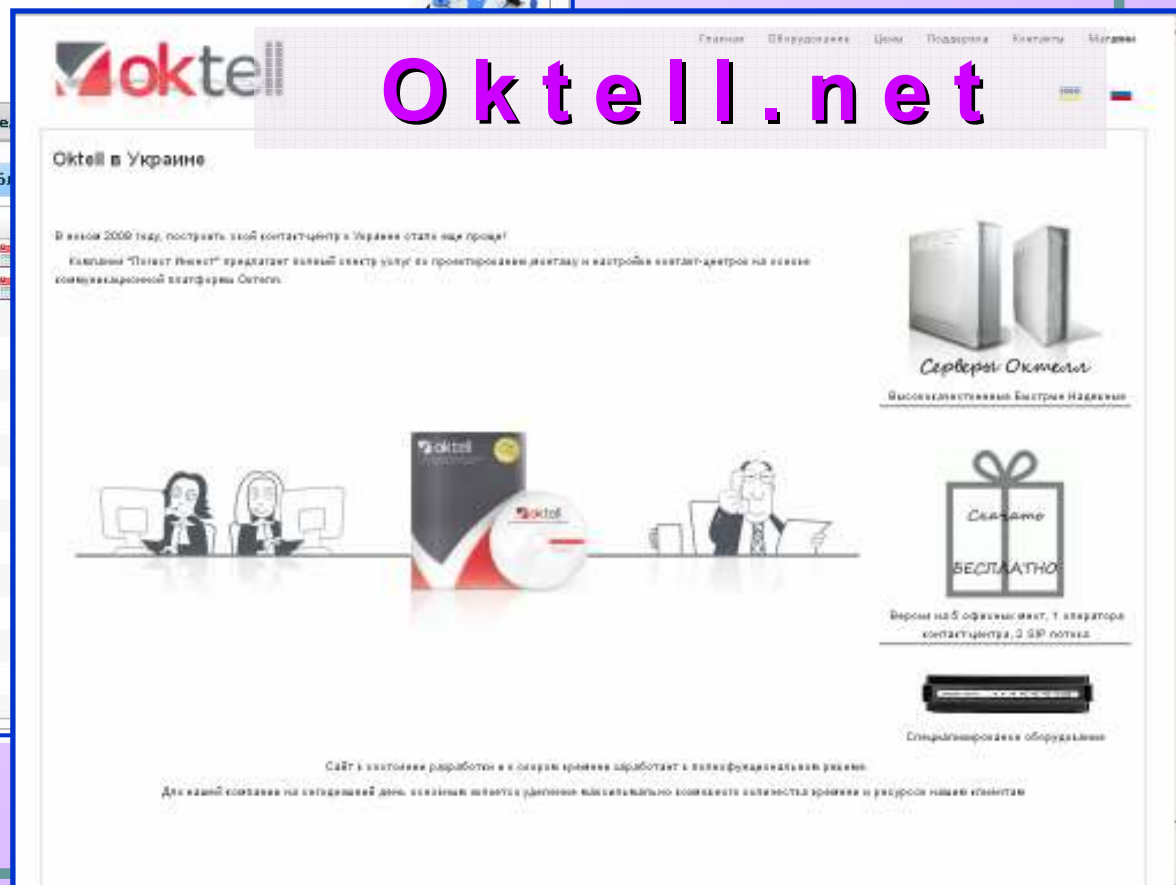 oktell
Oktell.net
Главная Оборудование Цены Поддержка Контакты Магазин
Oktell в Украине
В новом 2009 году, построить свой контакт-центр в Украине стало еще проще!
Компания "Потост Инвест" предлагает полный спектр услуг по проектированию монтажу и настройке контакт-центров на основе
коммуникационной платформы Октелл.
Серверы Октелл
Высококачественные Быстрые Надежные
oktell
oktell
Скачать
БЕСПЛАТНО
Версия на 5 офисных мест, 1 оператора
контакт-центра, 2 SIP потока
Специализированное оборудование
Сайт в состоянии разработки и в скором времени заработает в полнофункциональном режиме
Для нашей компании на сегодняшний день основным является уделение максимально возможного количества времени и ресурсов нашим клиентам